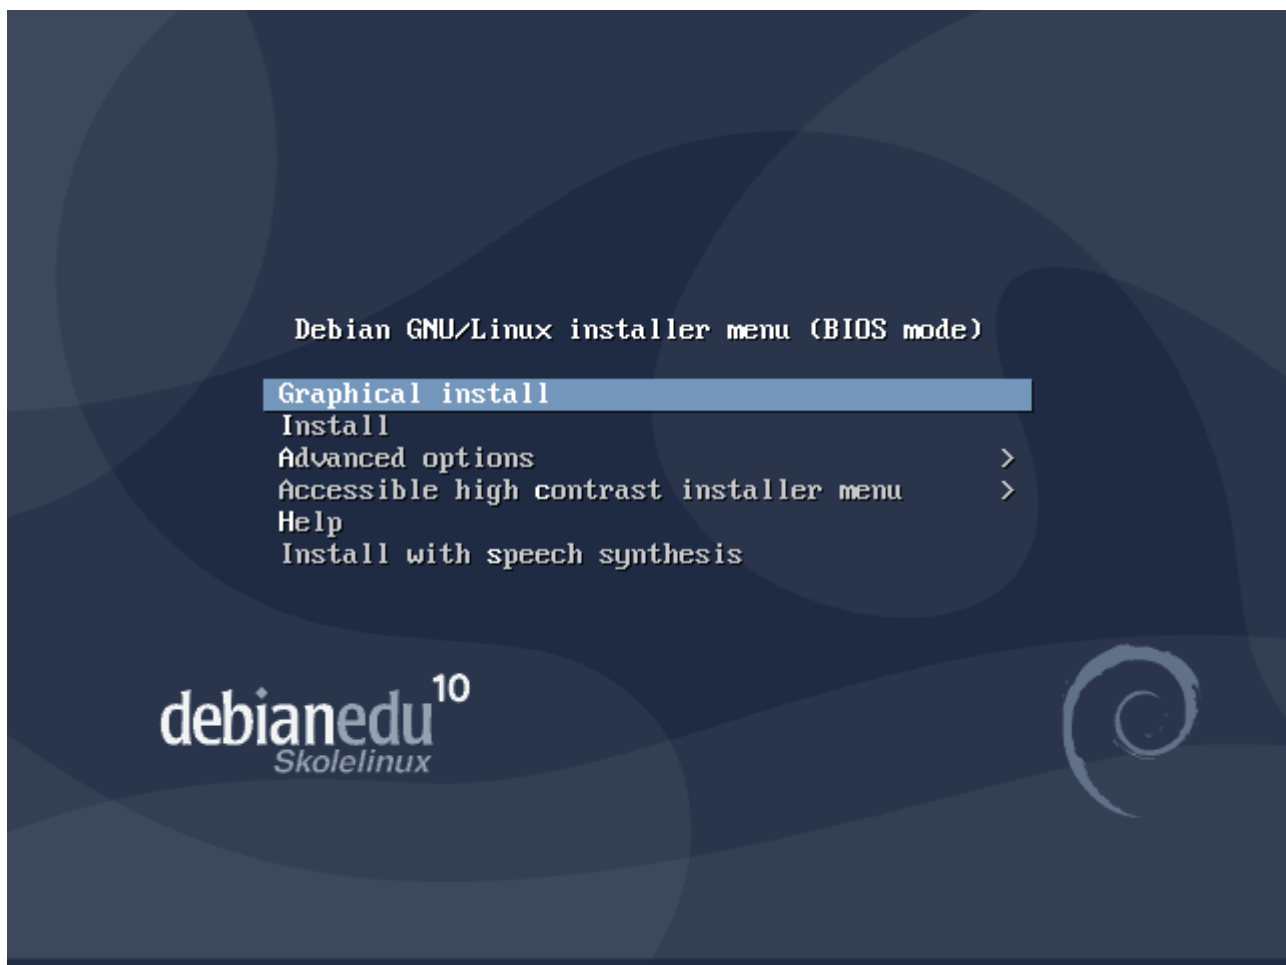 Debian GNU/Linux installer menu (BIOS mode)
Graphical install
Install
Advanced options >
Accessible high contrast installer menu >
Help
Install with speech synthesis
debianedu 10
Skolelinux